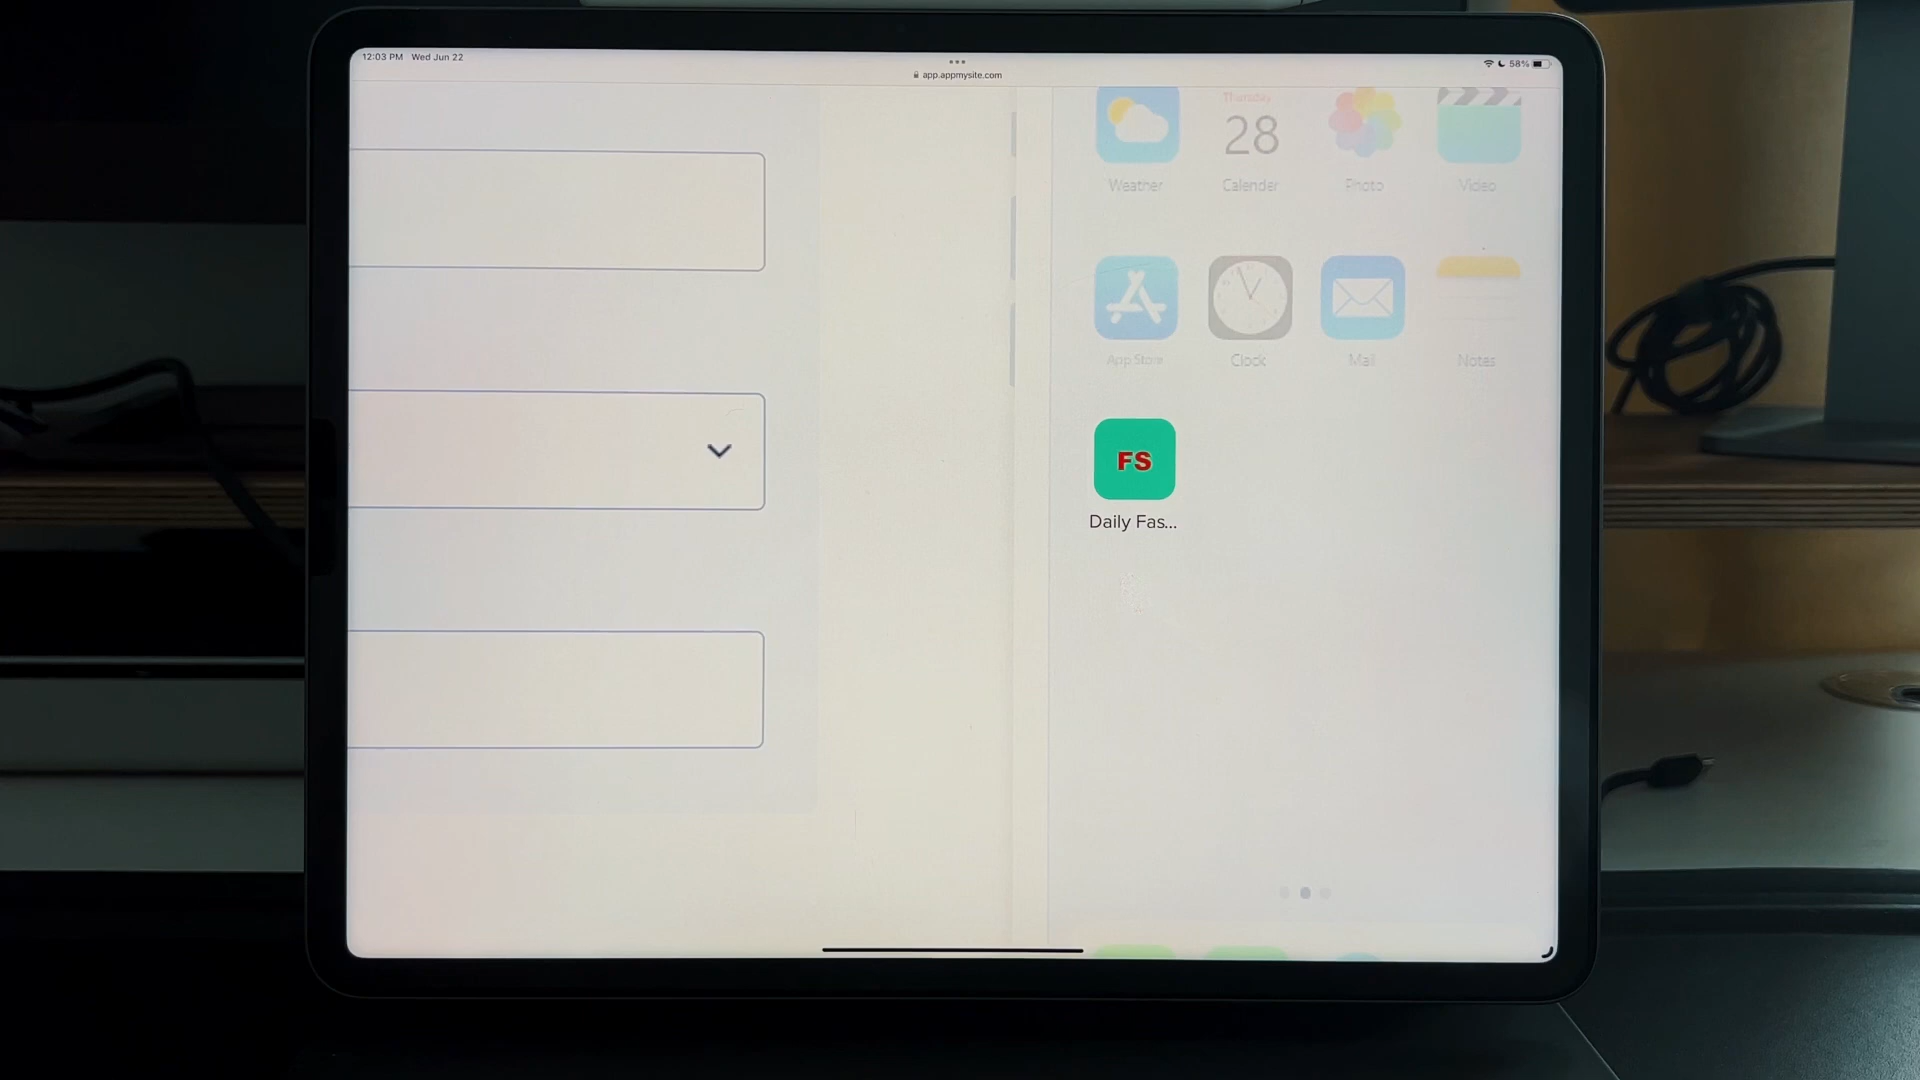 12:03 PM Wed Jun 22
58%
app.appmysite.com
Thursday
28
Weather
Calender
Photo
Video
App Store
Clock
Mail
Notes
FS
Daily Fas...